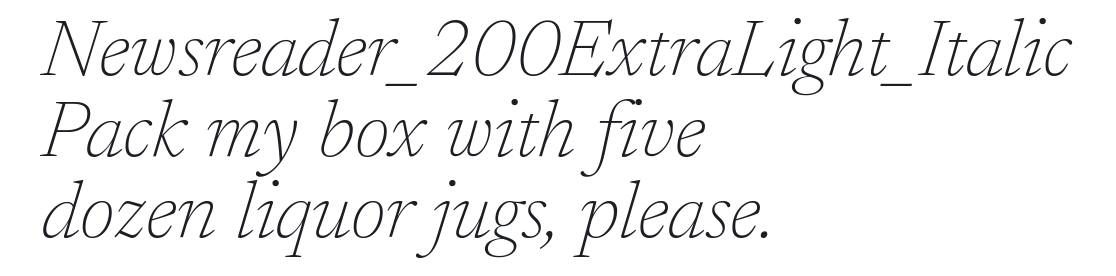 Newsreader_200ExtraLight_Italic
Pack my box with five
dozen liquor jugs, please.